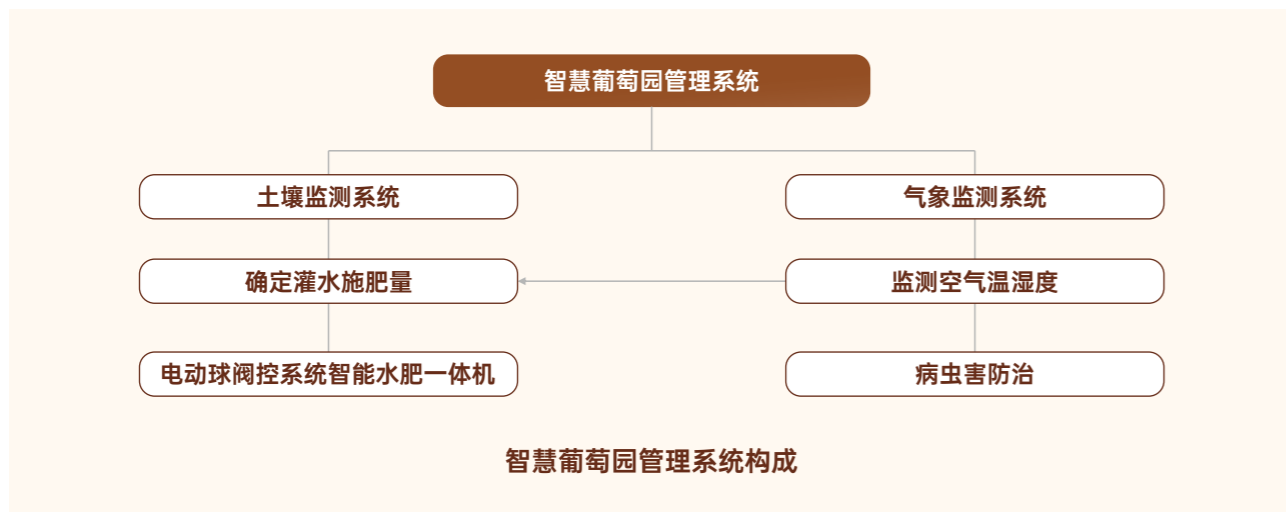 智慧葡萄园管理系统
土壤监测系统
气象监测系统
确定灌水施肥量
监测空气温湿度
电动球阀控系统智能水肥一体机
病虫害防治
智慧葡萄园管理系统构成